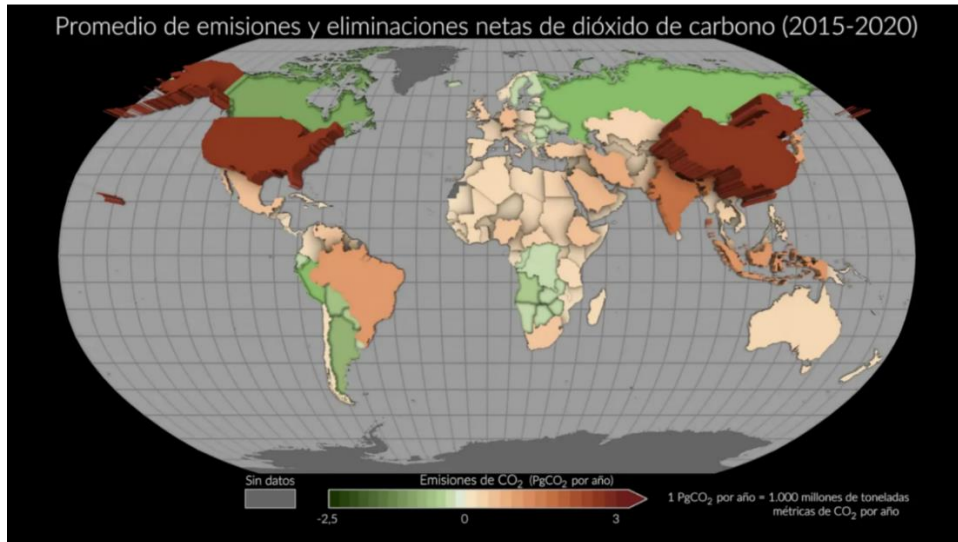 Promedio de emisiones y eliminaciones netas de dióxido de carbono (2015-2020)
Sin datos
Emisiones de CO₂ (PgCO₂ por año)
-2,5
0
3
1 PgCO₂ por año = 1.000 millones de toneladas
métricas de CO₂ por año